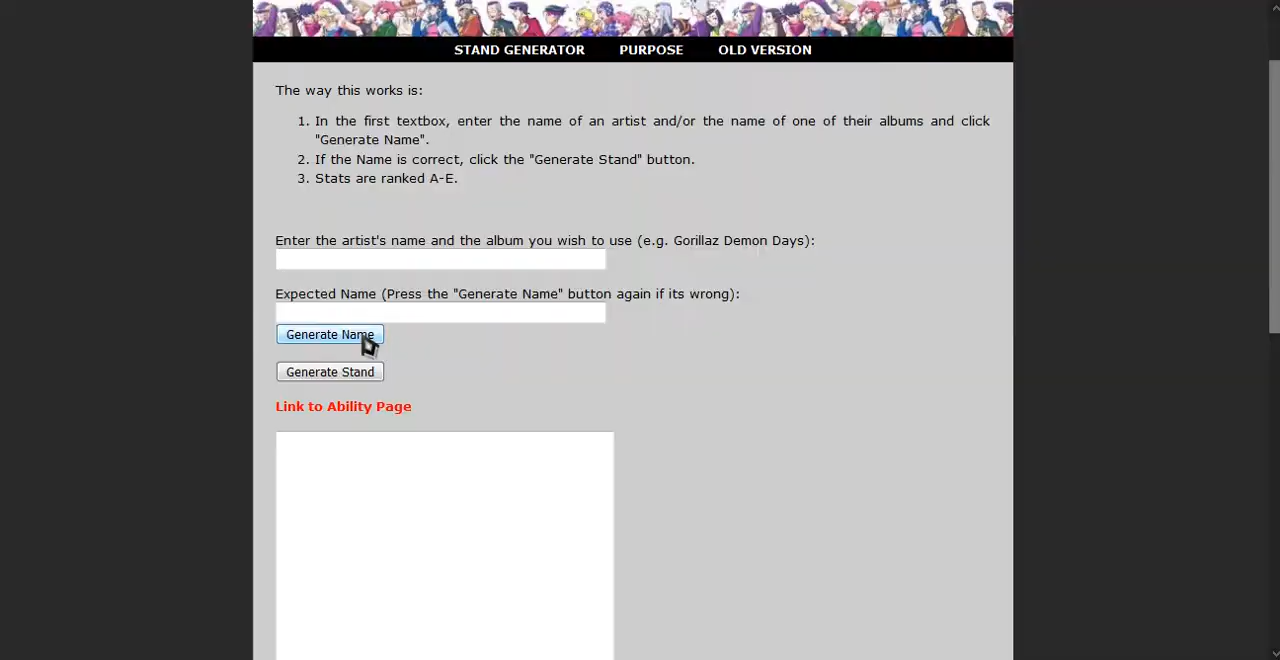 STAND GENERATOR PURPOSE OLD VERSION
The way this works is:
1. In the first textbox, enter the name of an artist and/or the name of one of their albums and click
"Generate Name".
2. If the Name is correct, click the "Generate Stand" button.
3. Stats are ranked A-E.
Enter the artist's name and the album you wish to use (e.g. Gorillaz Demon Days):
Expected Name (Press the "Generate Name" button again if its wrong):
Generate Name
Generate Stand
Link to Ability Page